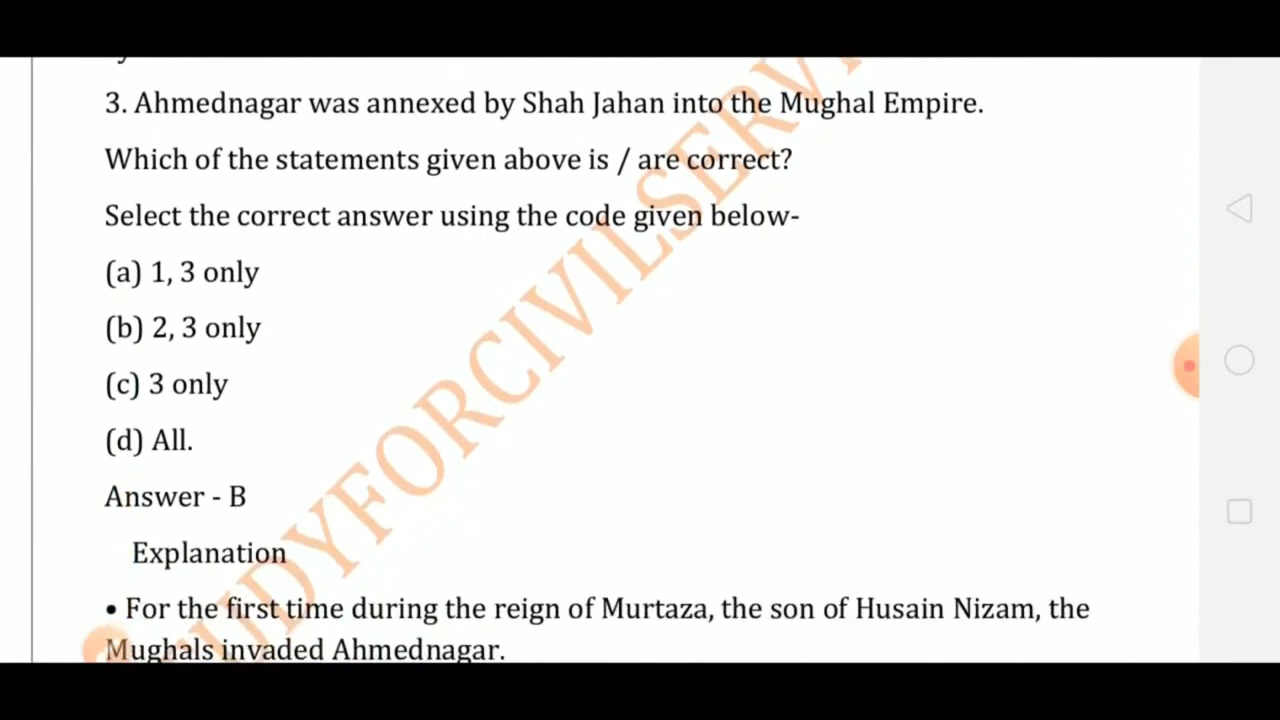 3. Ahmednagar was annexed by Shah Jahan into the Mughal Empire.
Which of the statements given above is / are correct?
Select the correct answer using the code given below-
(a) 1, 3 only
(b) 2, 3 only
(c) 3 only
(d) All.
Answer - B
Explanation
• For the first time during the reign of Murtaza, the son of Husain Nizam, the
Mughals invaded Ahmednagar.
UDYFORCIVILSERVI